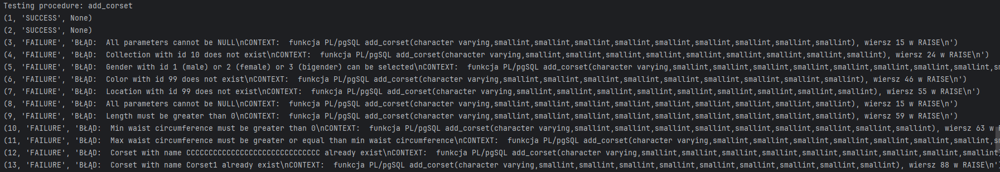 Testing procedure: add_corset
(1, 'SUCCESS', None)
(2, 'SUCCESS', None)
(3, 'FAILURE', 'BŁĄD:  All parameters cannot be NULL\nCONTEXT:  funkcja PL/pgSQL add_corset(character varying,smallint,smallint,smallint,smallint,smallint,smallint,smallint,smallint,smallint), wiersz 15 w RAISE\n')
(4, 'FAILURE', 'BŁĄD:  Collection with id 10 does not exist\nCONTEXT:  funkcja PL/pgSQL add_corset(character varying,smallint,smallint,smallint,smallint,smallint,smallint,smallint,smallint,smallint), wiersz 24 w RAISE\n')
(5, 'FAILURE', 'BŁĄD:  Gender with id 1 (male) or 2 (female) or 3 (bigender) can be selected\nCONTEXT:  funkcja PL/pgSQL add_corset(character varying,smallint,smallint,smallint,smallint,smallint,smallint,smallint,smallint,sm
(6, 'FAILURE', 'BŁĄD:  Color with id 99 does not exist\nCONTEXT:  funkcja PL/pgSQL add_corset(character varying,smallint,smallint,smallint,smallint,smallint,smallint,smallint,smallint,smallint), wiersz 46 w RAISE\n')
(7, 'FAILURE', 'BŁĄD:  Location with id 99 does not exist\nCONTEXT:  funkcja PL/pgSQL add_corset(character varying,smallint,smallint,smallint,smallint,smallint,smallint,smallint,smallint,smallint), wiersz 55 w RAISE\n')
(8, 'FAILURE', 'BŁĄD:  All parameters cannot be NULL\nCONTEXT:  funkcja PL/pgSQL add_corset(character varying,smallint,smallint,smallint,smallint,smallint,smallint,smallint,smallint,smallint), wiersz 15 w RAISE\n')
(9, 'FAILURE', 'BŁĄD:  Length must be greater than 0\nCONTEXT:  funkcja PL/pgSQL add_corset(character varying,smallint,smallint,smallint,smallint,smallint,smallint,smallint,smallint,smallint), wiersz 59 w RAISE\n')
(10, 'FAILURE', 'BŁĄD:  Min waist circumference must be greater than 0\nCONTEXT:  funkcja PL/pgSQL add_corset(character varying,smallint,smallint,smallint,smallint,smallint,smallint,smallint,smallint,smallint), wiersz 63 w
(11, 'FAILURE', 'BŁĄD:  Max waist circumference must be greater or equal than min waist circumference\nCONTEXT:  funkcja PL/pgSQL add_corset(character varying,smallint,smallint,smallint,smallint,smallint,smallint,smallint,
(12, 'FAILURE', 'BŁĄD:  Corset with name CCCCCCCCCCCCCCCCCCCCCCCCCCCCCC already exist\nCONTEXT:  funkcja PL/pgSQL add_corset(character varying,smallint,smallint,smallint,smallint,smallint,smallint,smallint,smallint,smallint)
(13, 'FAILURE', 'BŁĄD:  Corset with name Corset1 already exist\nCONTEXT:  funkcja PL/pgSQL add_corset(character varying,smallint,smallint,smallint,smallint,smallint,smallint,smallint,smallint,smallint), wiersz 88 w RAISE\n')